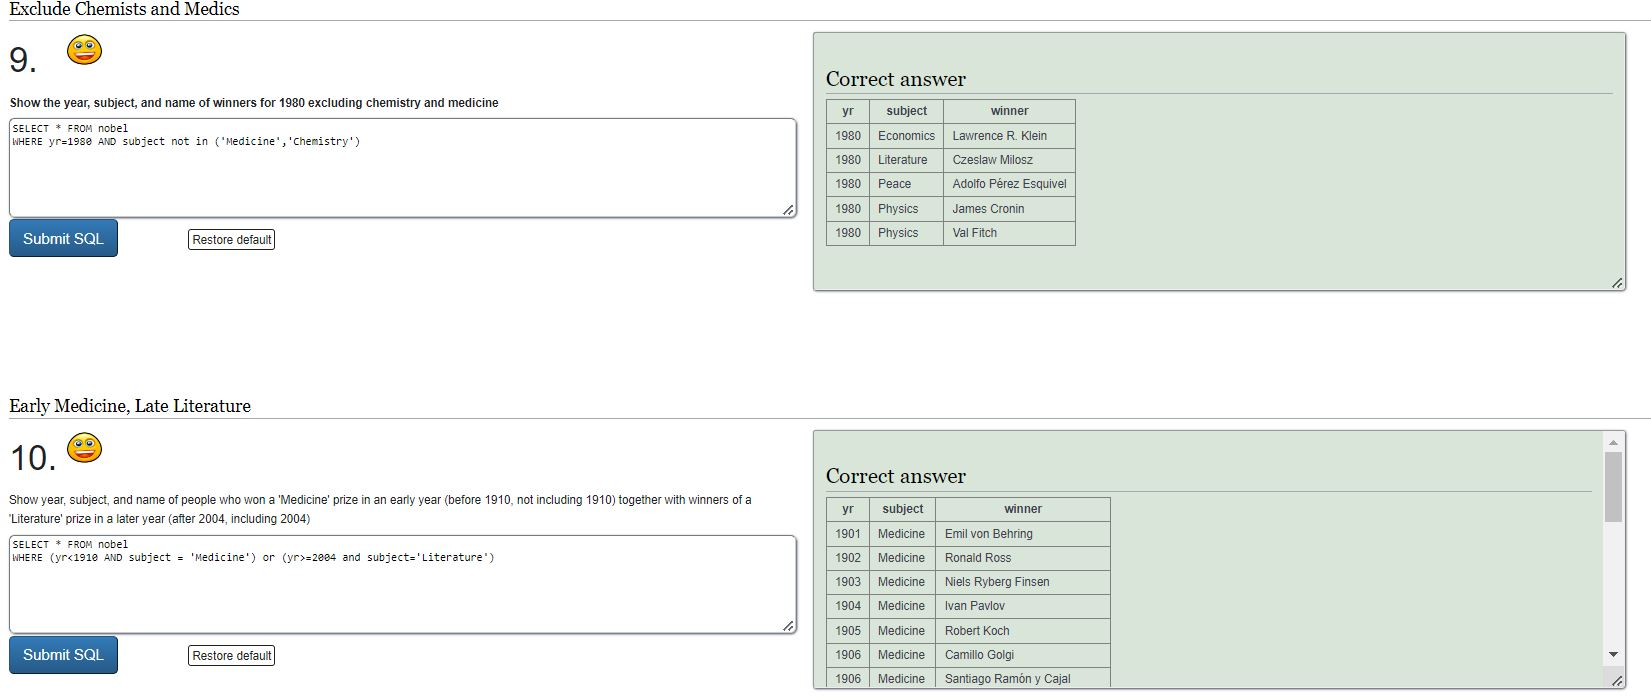 Exclude Chemists and Medics
9.
Show the year, subject, and name of winners for 1980 excluding chemistry and medicine
SELECT * FROM nobel
WHERE yr=1980 AND subject not in ('Medicine','Chemistry')
Submit SQL
Restore default
Correct answer
yr subject winner
1980 Economics Lawrence R. Klein
1980 Literature Czeslaw Milosz
1980 Peace Adolfo Pérez Esquivel
1980 Physics James Cronin
1980 Physics Val Fitch
Early Medicine, Late Literature
10.
Show year, subject, and name of people who won a 'Medicine' prize in an early year (before 1910, not including 1910) together with winners of a
'Literature' prize in a later year (after 2004, including 2004)
SELECT * FROM nobel
WHERE (yr<1910 AND subject = 'Medicine') or (yr>=2004 and subject='Literature')
Submit SQL
Restore default
Correct answer
yr subject winner
1901 Medicine Emil von Behring
1902 Medicine Ronald Ross
1903 Medicine Niels Ryberg Finsen
1904 Medicine Ivan Pavlov
1905 Medicine Robert Koch
1906 Medicine Camillo Golgi
1906 Medicine Santiago Ramón y Cajal